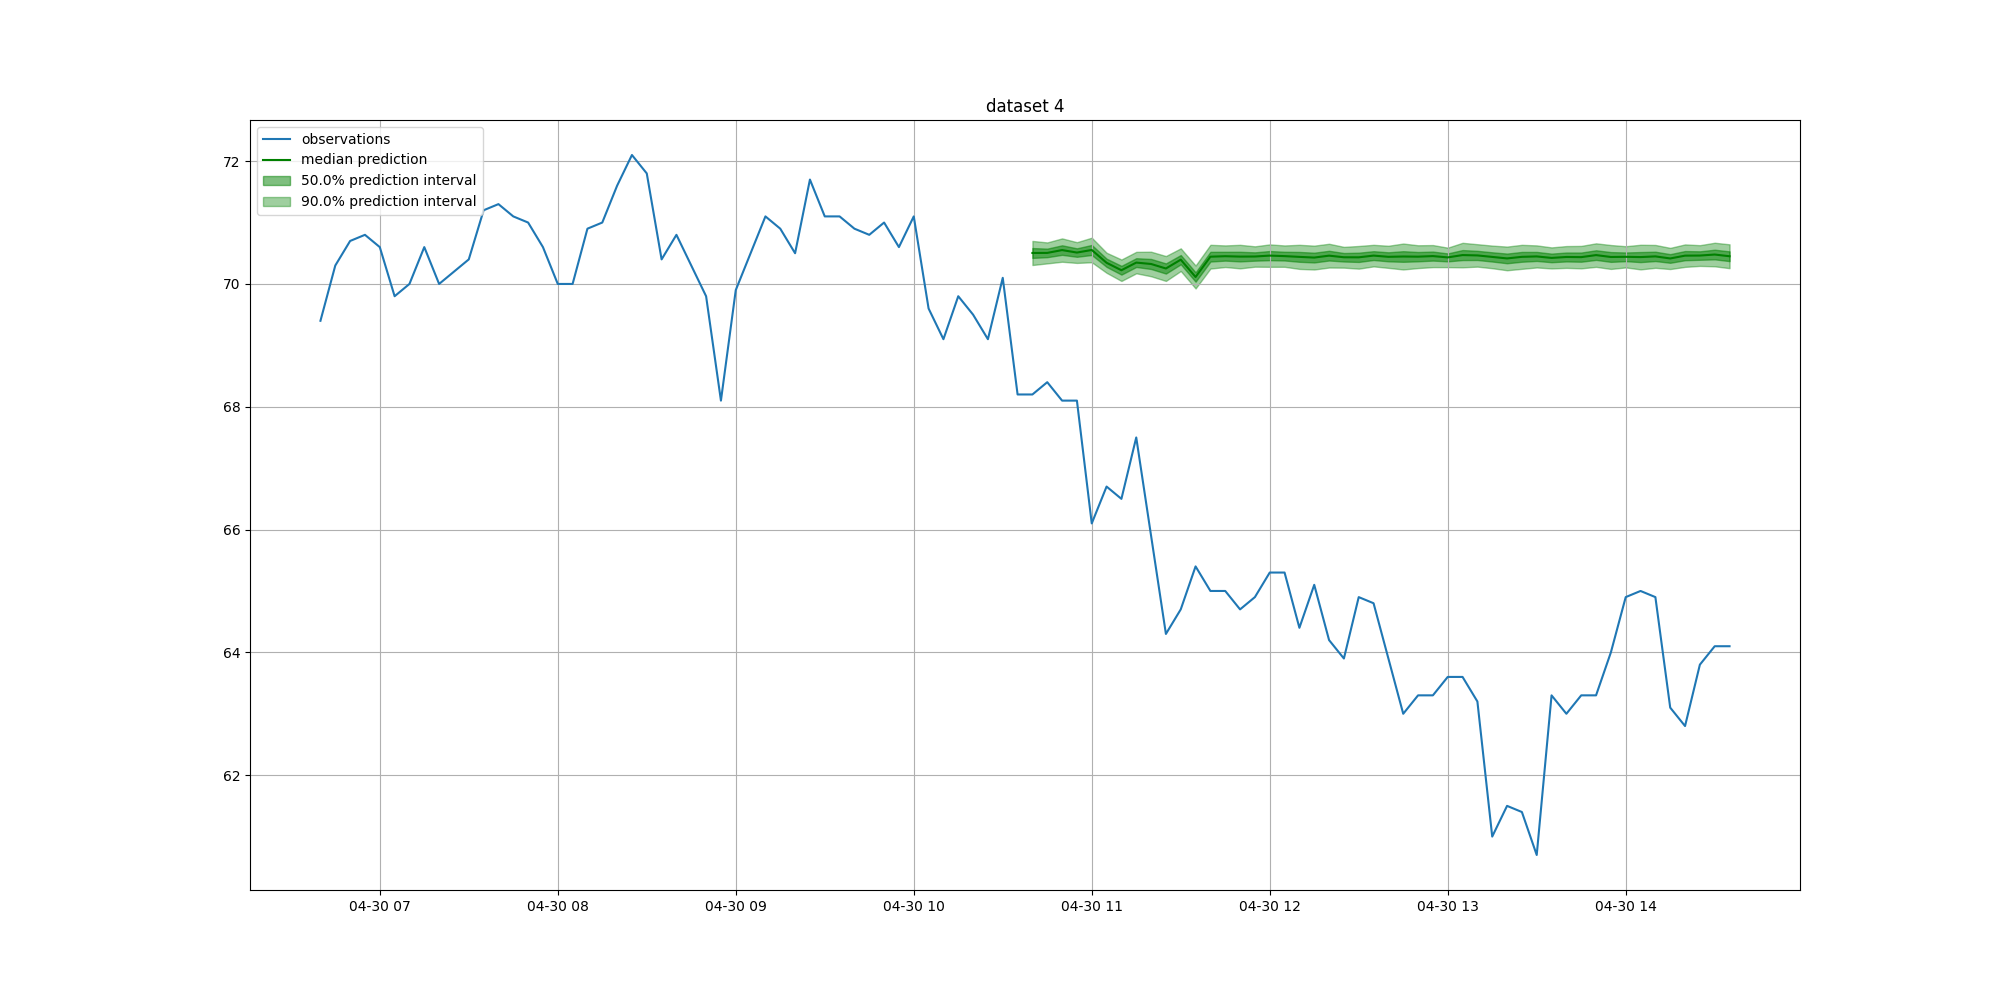 dataset 4
observations
median prediction
50.0% prediction interval
90.0% prediction interval
72
70
68
66
64
62
04-30 07
04-30 08
04-30 09
04-30 10
04-30 11
04-30 12
04-30 13
04-30 14